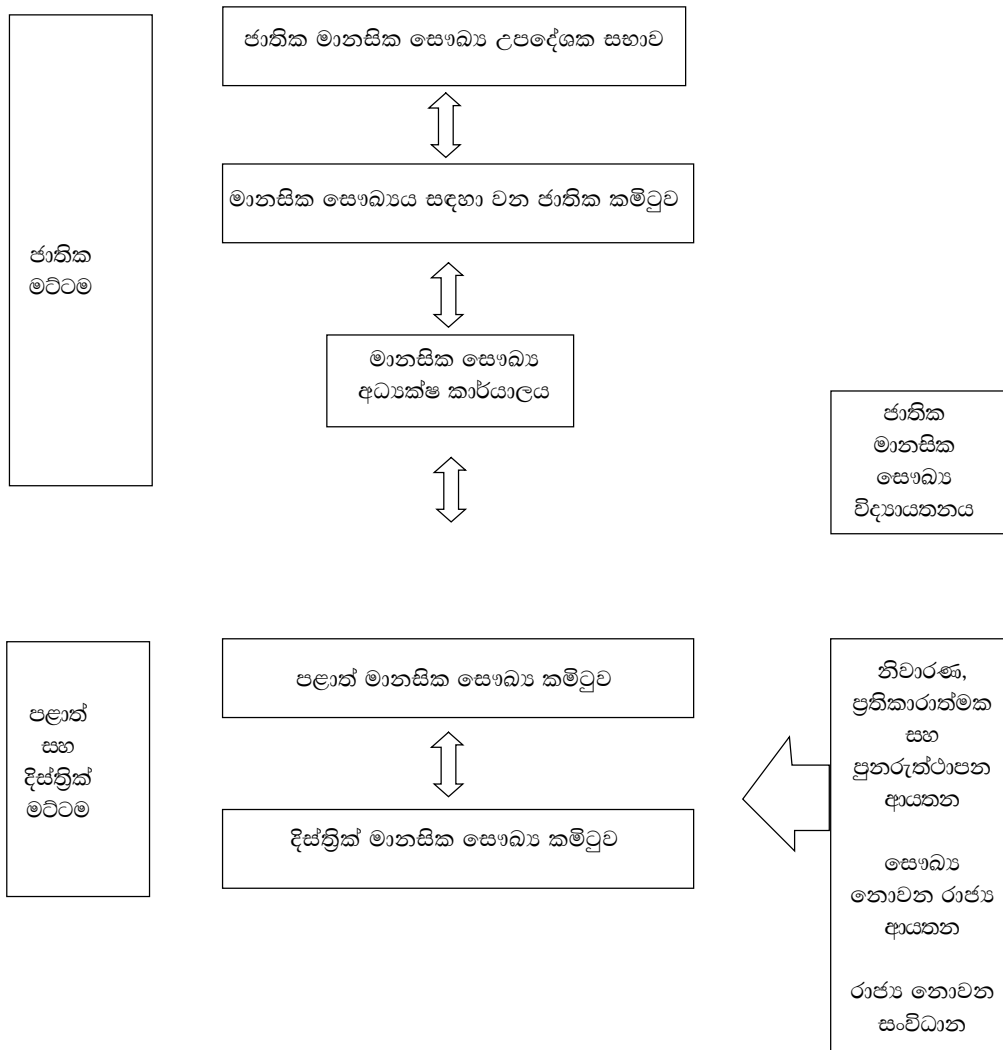 ජාතික මානසික සෞඛ්‍ය උපදේශක සභාව
මානසික සෞඛ්‍යය සඳහා වන ජාතික කමිටුව
ජාතික
මට්ටම
මානසික සෞඛ්‍ය
අධ්‍යක්ෂ කාර්යාලය
ජාතික
මානසික
සෞඛ්‍ය
විද්‍යායතනය
පළාත්
සහ
දිස්ත්‍රික්
මට්ටම
පළාත් මානසික සෞඛ්‍ය කමිටුව
දිස්ත්‍රික් මානසික සෞඛ්‍ය කමිටුව
නිවාරණ,
ප්‍රතිකාරාත්මක
සහ
පුනරුත්ථාපන
ආයතන
සෞඛ්‍ය
නොවන රාජ්‍ය
ආයතන
රාජ්‍ය නොවන
සංවිධාන